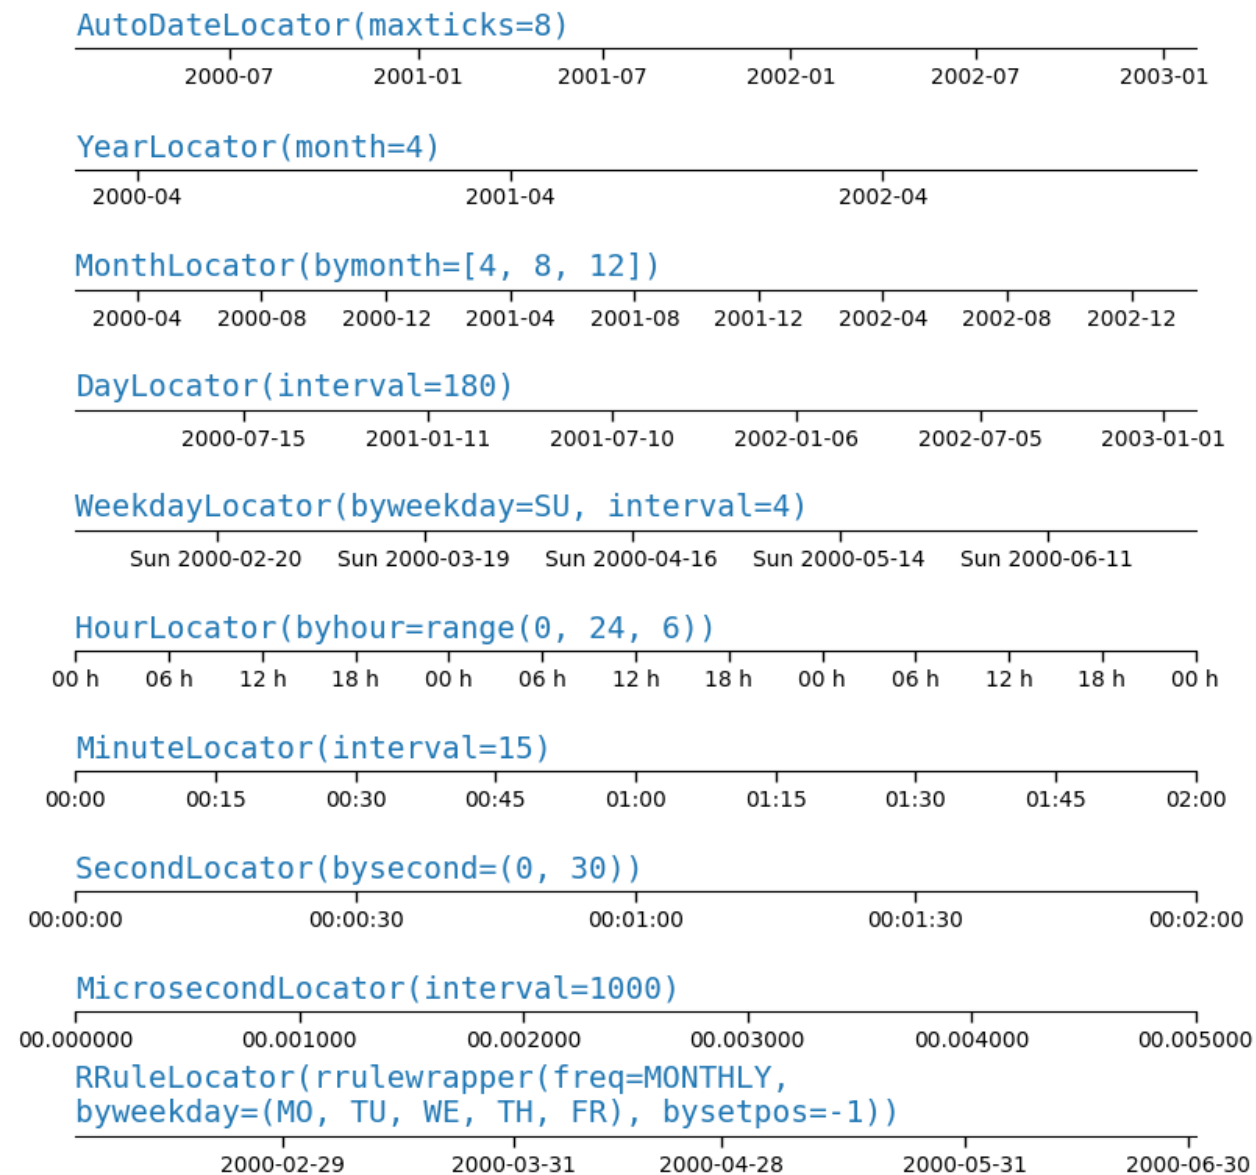 AutoDateLocator(maxticks=8)
2000-07 2001-01 2001-07 2002-01 2002-07 2003-01
YearLocator(month=4)
2000-04 2001-04 2002-04
MonthLocator(bymonth=[4, 8, 12])
2000-04 2000-08 2000-12 2001-04 2001-08 2001-12 2002-04 2002-08 2002-12
DayLocator(interval=180)
2000-07-15 2001-01-11 2001-07-10 2002-01-06 2002-07-05 2003-01-01
WeekdayLocator(byweekday=SU, interval=4)
Sun 2000-02-20 Sun 2000-03-19 Sun 2000-04-16 Sun 2000-05-14 Sun 2000-06-11
HourLocator(byhour=range(0, 24, 6))
00 h 06 h 12 h 18 h 00 h 06 h 12 h 18 h 00 h 06 h 12 h 18 h 00 h
MinuteLocator(interval=15)
00:00 00:15 00:30 00:45 01:00 01:15 01:30 01:45 02:00
SecondLocator(bysecond=(0, 30))
00:00:00 00:00:30 00:01:00 00:01:30 00:02:00
MicrosecondLocator(interval=1000)
00.000000 00.001000 00.002000 00.003000 00.004000 00.005000
RRuleLocator(rrulewrapper(freq=MONTHLY,
byweekday=(MO, TU, WE, TH, FR), bysetpos=-1))
2000-02-29 2000-03-31 2000-04-28 2000-05-31 2000-06-30